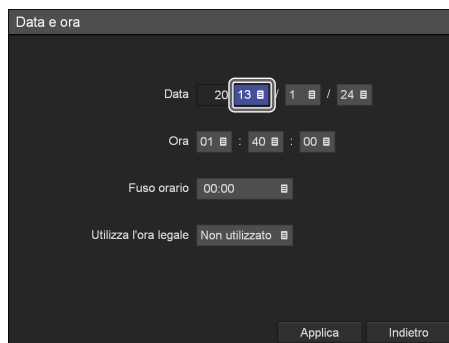 Data e ora
Data 20 13 / 1 / 24
Ora 01 : 40 : 00
Fuso orario 00:00
Utilizza l'ora legale Non utilizzato
Applica Indietro